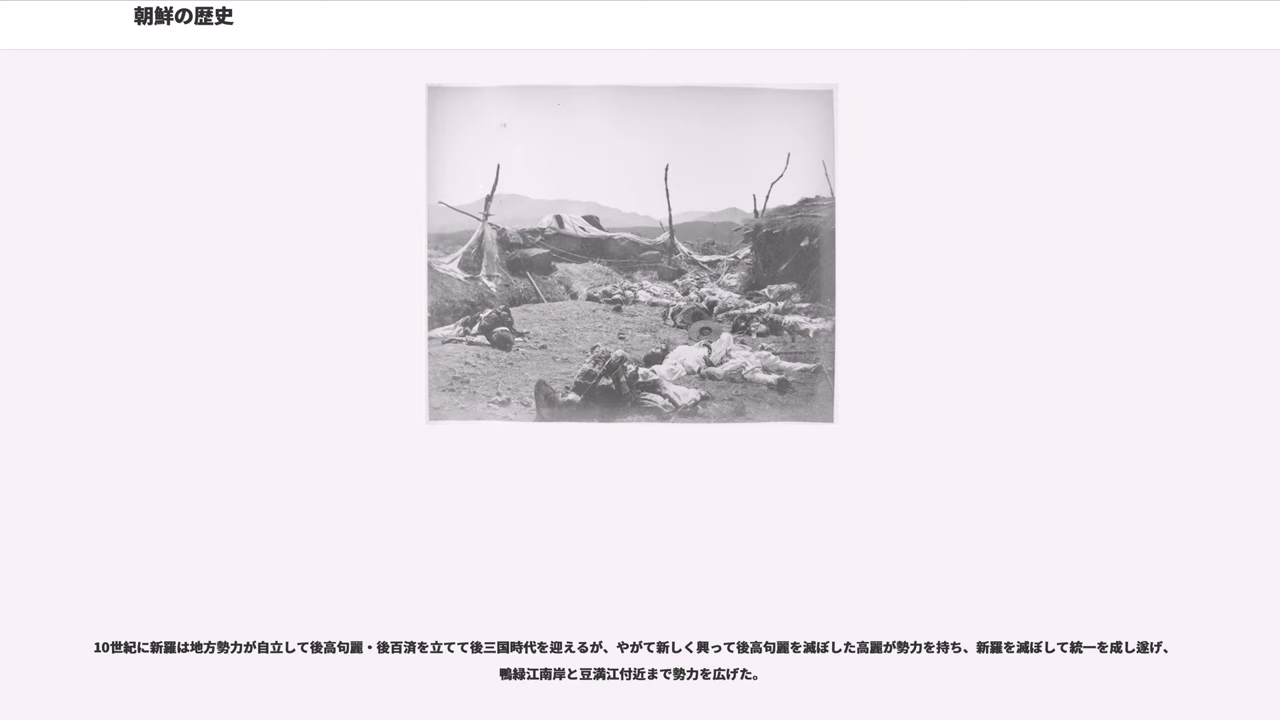 朝鮮の歴史
10世紀に新羅は地方勢力が自立して後高句麗・後百済を立てて後三国時代を迎えるが、やがて新しく興って後高句麗を滅ぼした高麗が勢力を持ち、新羅を滅ぼして統一を成し遂げ、
鴨緑江南岸と豆満江付近まで勢力を広げた。